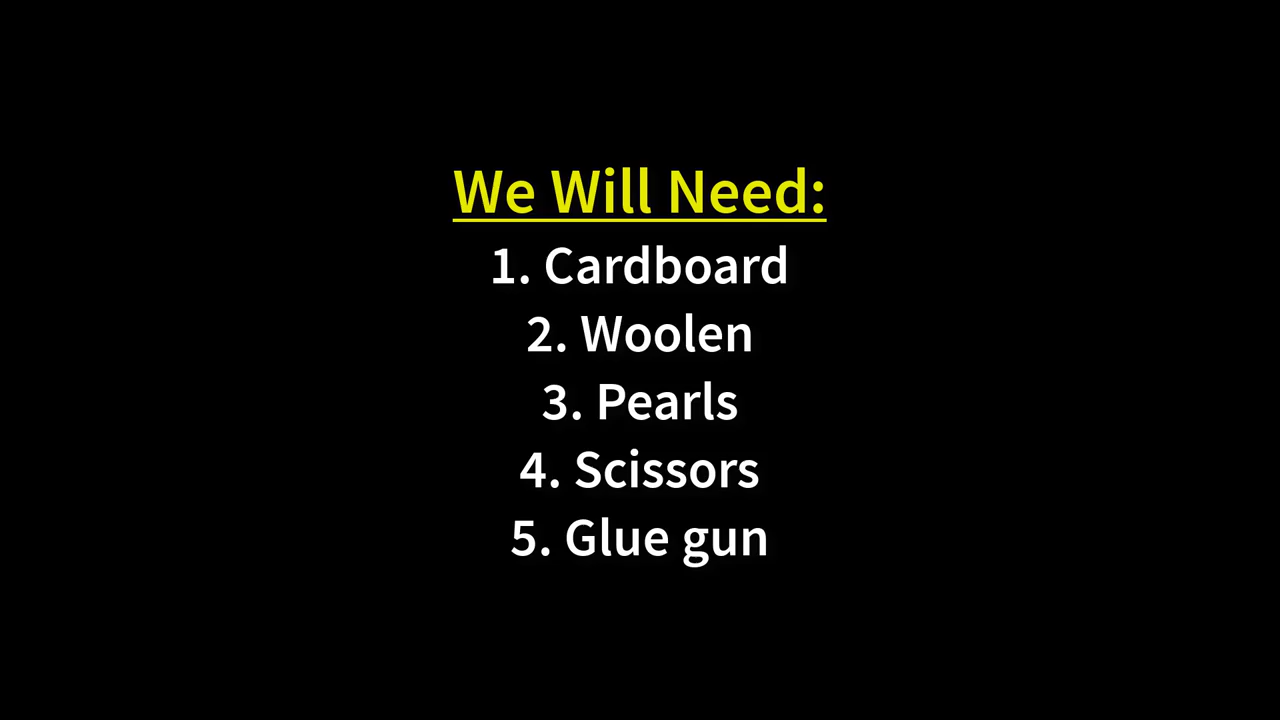 We Will Need:
1. Cardboard
2. Woolen
3. Pearls
4. Scissors
5. Glue gun